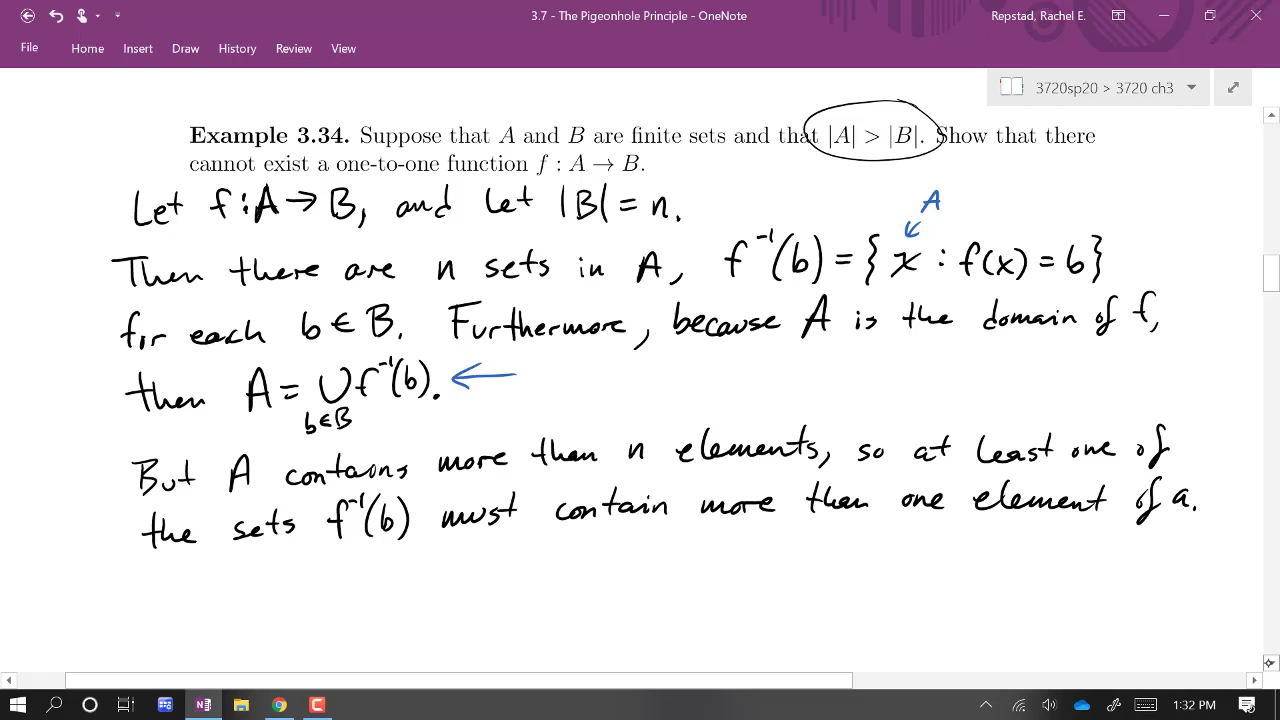 3.7 - The Pigeonhole Principle - OneNote
Repstad, Rachel E.
File Home Insert Draw History Review View
3720sp20 > 3720 ch3
Example 3.34. Suppose that A and B are finite sets and that |A| > |B|. Show that there
cannot exist a one-to-one function f : A → B.
Let f : A → B, and let |B| = n.
A
Then there are n sets in A, f⁻¹(b) = { x : f(x) = b }
for each b ∈ B. Furthermore, because A is the domain of f,
then A = ∪ f⁻¹(b).
b ∈ B
But A contains more than n elements, so at least one of
the sets f⁻¹(b) must contain more than one element of a.
1:32 PM